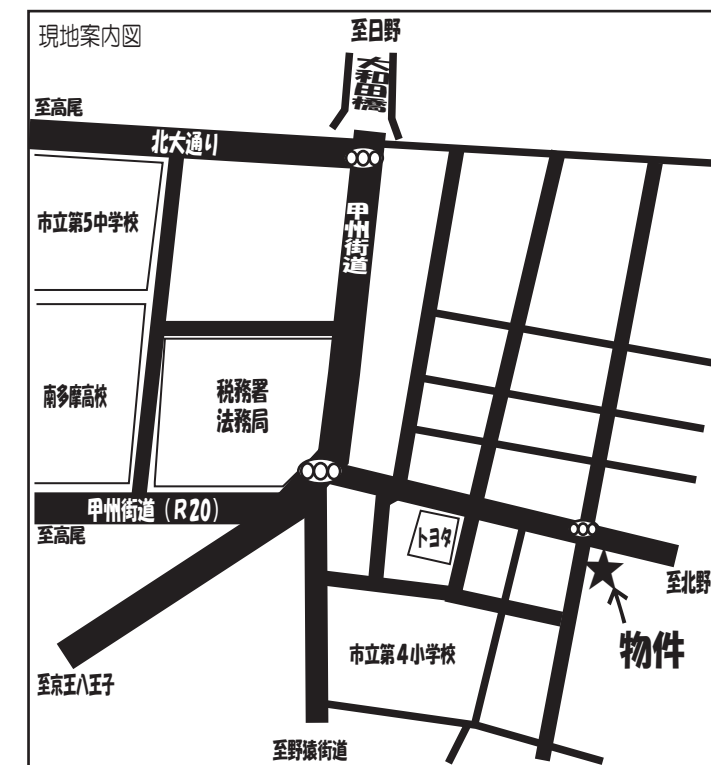 現地案内図
至日野
大和田橋
至高尾
北大通り
甲州街道
市立第5中学校
南多摩高校
税務署
法務局
甲州街道（R20）
至高尾
トヨタ
至北野
物件
市立第4小学校
至京王八王子
至野猿街道